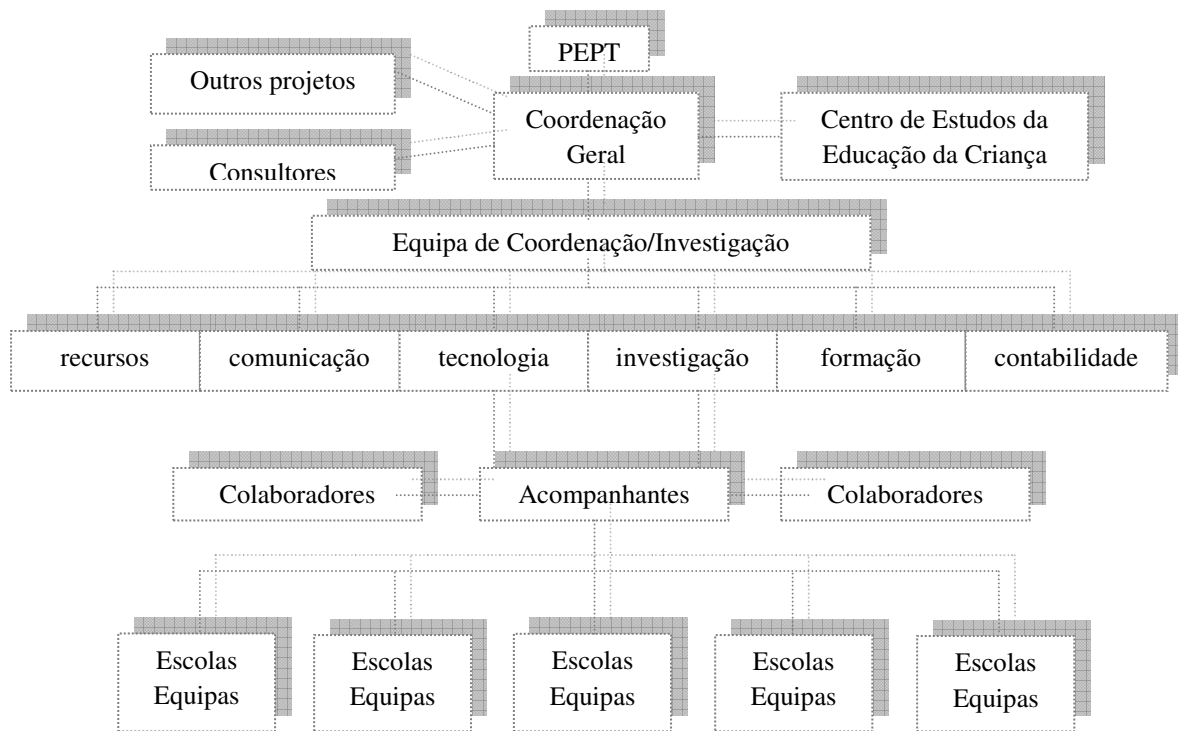 PEPT
Outros projetos
Coordenação
Geral
Centro de Estudos da
Educação da Criança
Consultores
Equipa de Coordenação/Investigação
recursos
comunicação
tecnologia
investigação
formação
contabilidade
Colaboradores
Acompanhantes
Colaboradores
Escolas
Equipas
Escolas
Equipas
Escolas
Equipas
Escolas
Equipas
Escolas
Equipas